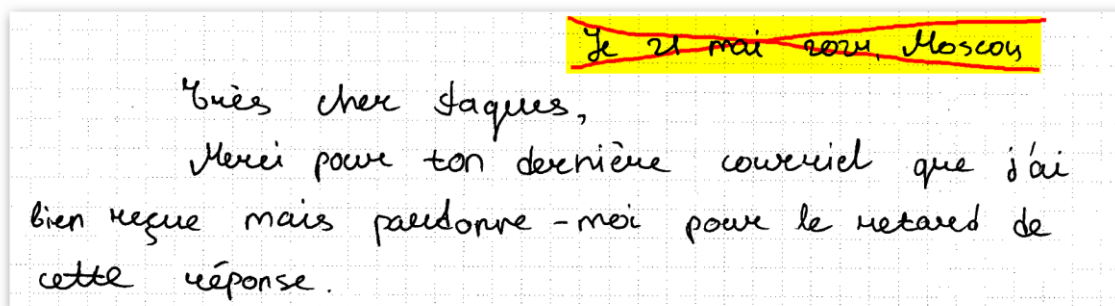 Je 21 mai 2024, Moscou
Très cher Jaques,
Merci pour ton dernière courriel que j'ai
bien reçue mais pardonne-moi pour le retard de
cette réponse.